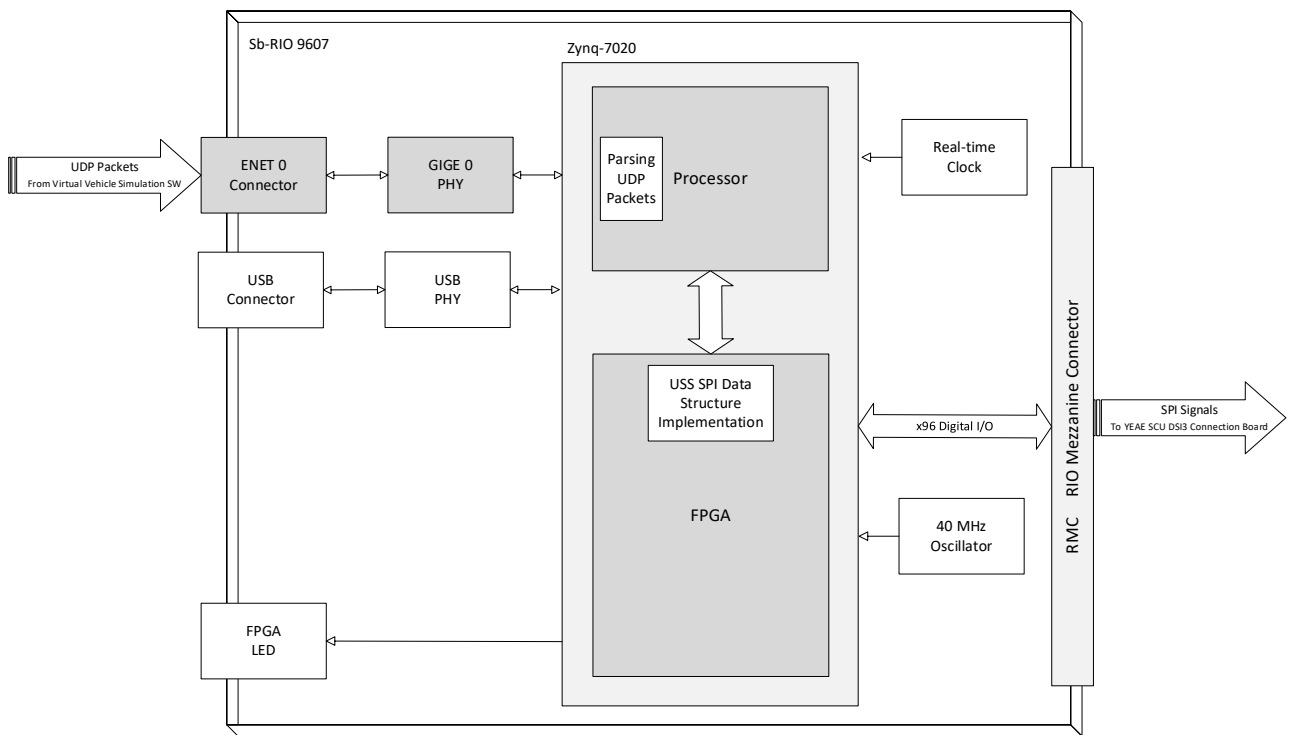 Sb-RIO 9607
Zynq-7020
UDP Packets
From Virtual Vehicle Simulation SW
ENET 0
Connector
GIGE 0
PHY
Parsing
UDP
Packets
Processor
Real-time
Clock
USB
Connector
USB
PHY
USS SPI Data
Structure
Implementation
FPGA
x96 Digital I/O
RMC RIO Mezzanine Connector
SPI Signals
To YEAE SCU DSI3 Connection Board
40 MHz
Oscillator
FPGA
LED